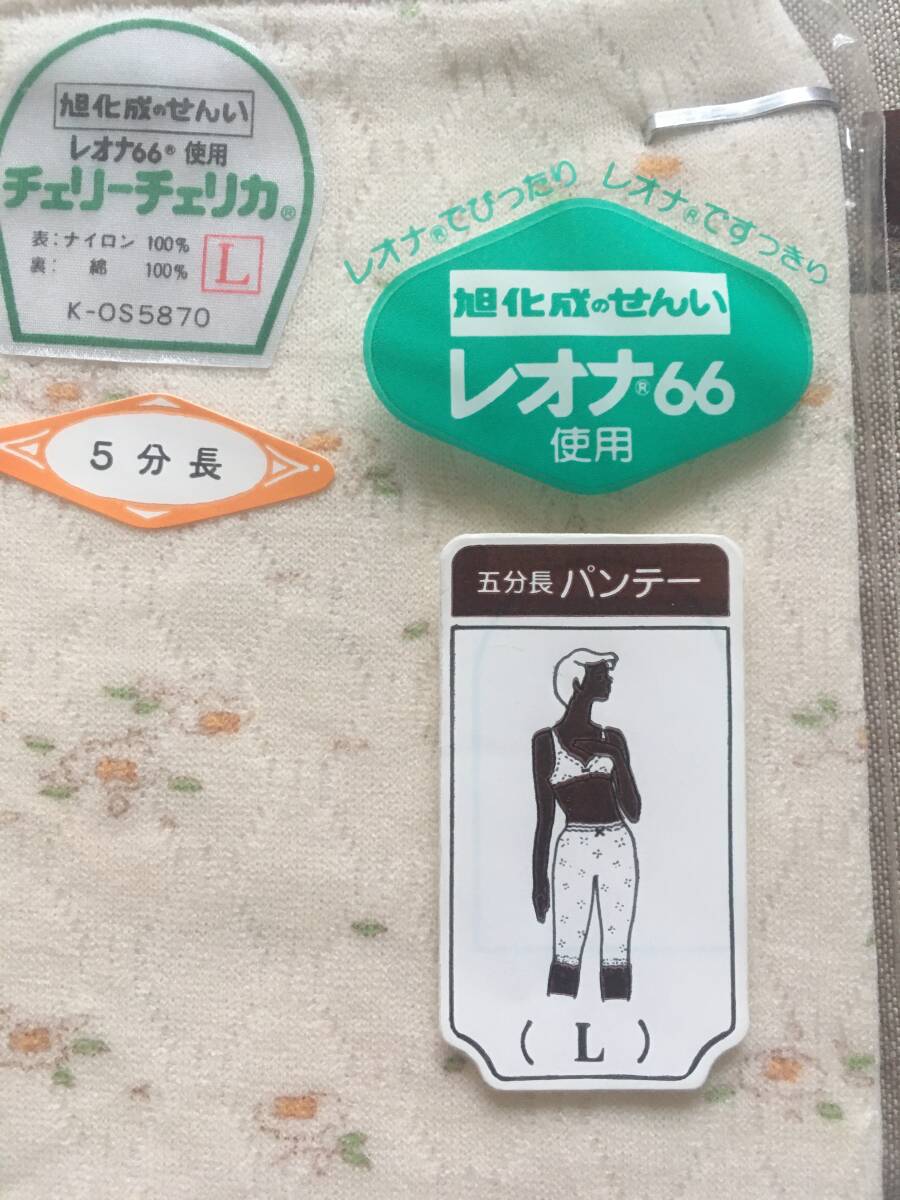 旭化成のせんい
レオナ66® 使用
チェリーチェリカ®
表:ナイロン 100%
裏: 綿 100%
L
K-OS5870
5分長
レオナ®でぴったり レオナ®ですっきり
旭化成のせんい
レオナ®66
使用
五分長 パンテー
( L )